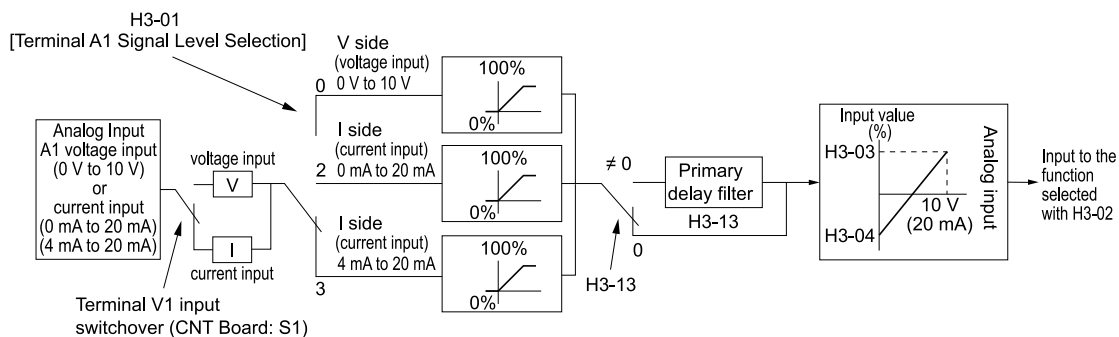 H3-01
[Terminal A1 Signal Level Selection]
Analog Input
A1 voltage input
(0 V to 10 V)
or
current input
(0 mA to 20 mA)
(4 mA to 20 mA)
voltage input
V
I
current input
Terminal V1 input
switchover (CNT Board: S1)
0
V side
(voltage input)
0 V to 10 V
100%
0%
2
I side
(current input)
0 mA to 20 mA
100%
0%
3
I side
(current input)
4 mA to 20 mA
100%
0%
≠ 0
0
H3-13
Primary
delay filter
H3-13
Input value
(%)
H3-03
H3-04
10 V
(20 mA)
Analog input
Input to the
function
selected
with H3-02